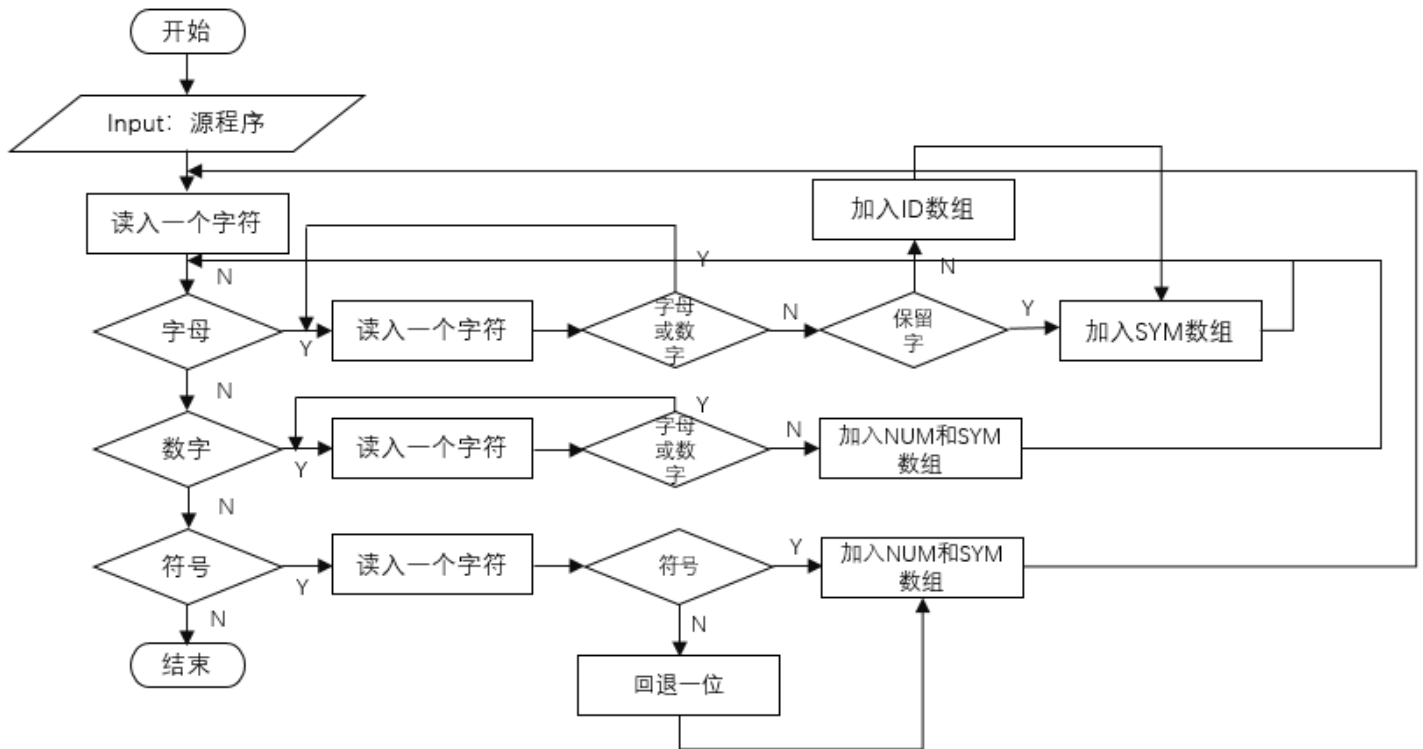 开始
Input：源程序
读入一个字符
加入ID数组
N
Y
N
字母
Y
读入一个字符
字母
或数
字
N
保留
字
Y
加入SYM数组
N
数字
Y
读入一个字符
Y
字母
或数
字
N
加入NUM和SYM
数组
N
符号
Y
读入一个字符
符号
Y
加入NUM和SYM
数组
N
结束
N
回退一位